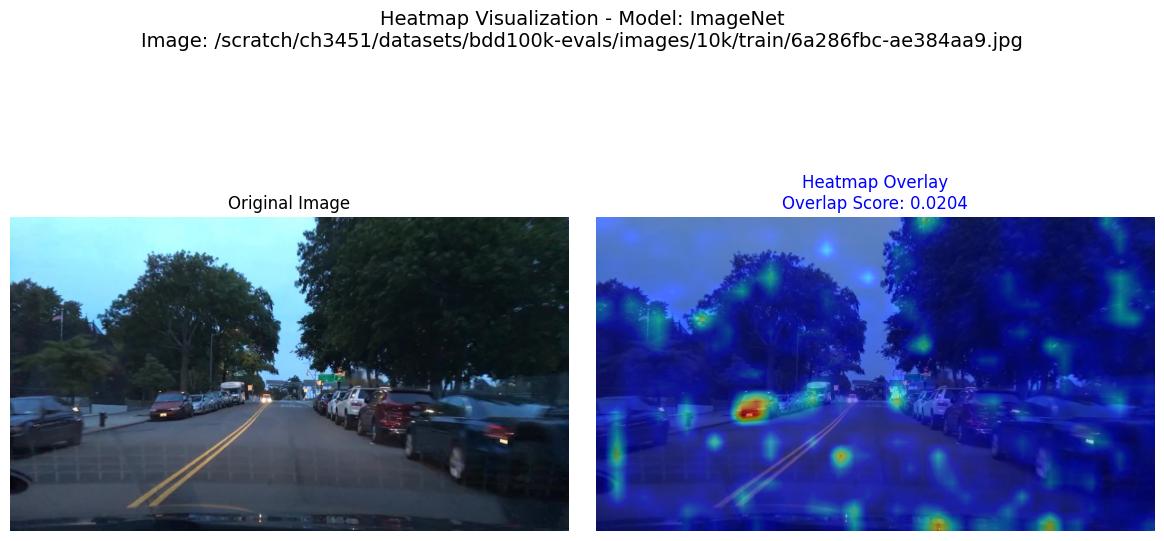 Heatmap Visualization - Model: ImageNet
Image: /scratch/ch3451/datasets/bdd100k-evals/images/10k/train/6a286fbc-ae384aa9.jpg
Original Image
Heatmap Overlay
Overlap Score: 0.0204